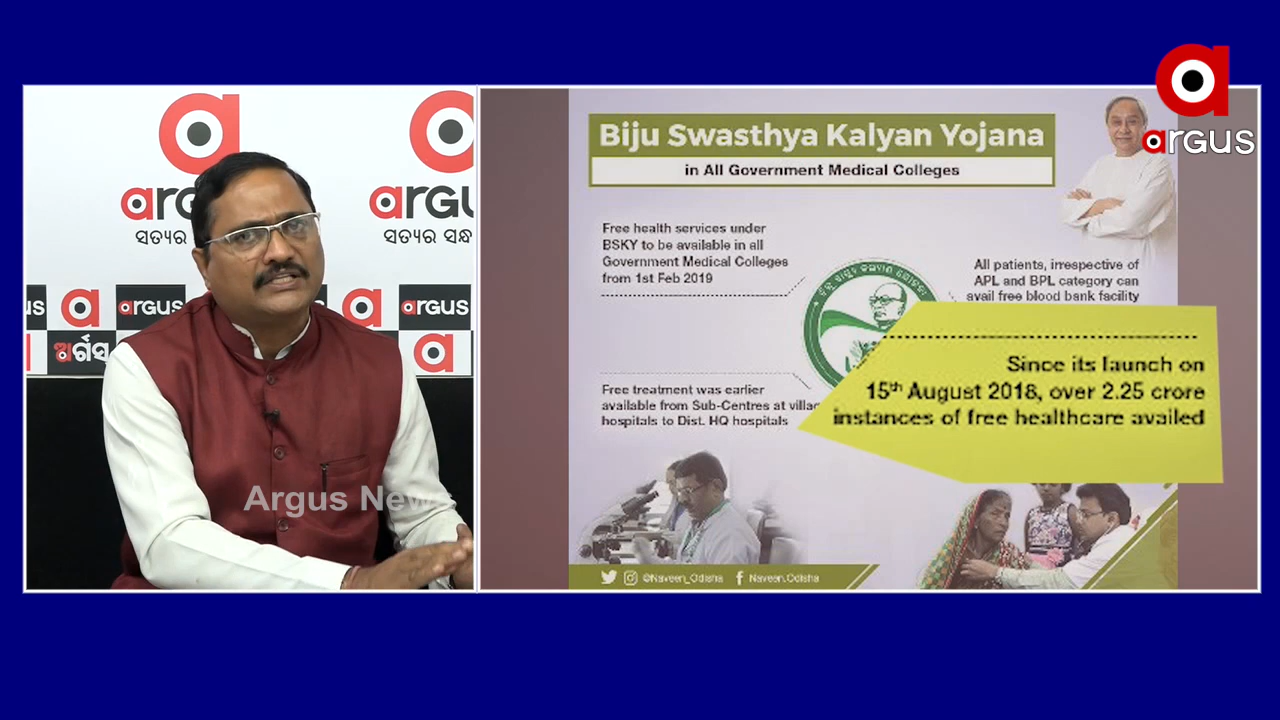 argus
argus
ସତ୍ୟର
argU
ସତ୍ୟର ସନ୍ଧା
argus
argus
ଅର୍ଗସ
Argus News
Biju Swasthya Kalyan Yojana
in All Government Medical Colleges
Free health services under
BSKY to be available in all
Government Medical Colleges
from 1st Feb 2019
All patients, irrespective of
APL and BPL category can
avail free blood bank facility
Since its launch on
15th August 2018, over 2.25 crore
instances of free healthcare availed
Free treatment was earlier
available from Sub-Centres at villag
hospitals to Dist. HQ hospitals
@Naveen_Odisha
Naveen.Odisha